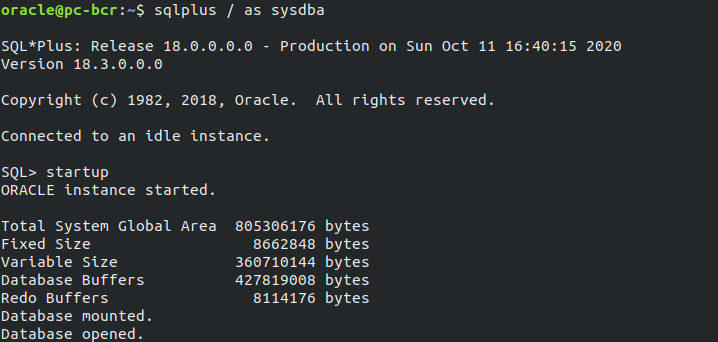 oracle@pc-bcr:~$ sqlplus / as sysdba
SQL*Plus: Release 18.0.0.0.0 - Production on Sun Oct 11 16:40:15 2020
Version 18.3.0.0.0
Copyright (c) 1982, 2018, Oracle.  All rights reserved.
Connected to an idle instance.
SQL> startup
ORACLE instance started.
Total System Global Area  805306176 bytes
Fixed Size                  8662848 bytes
Variable Size             360710144 bytes
Database Buffers          427819008 bytes
Redo Buffers                8114176 bytes
Database mounted.
Database opened.